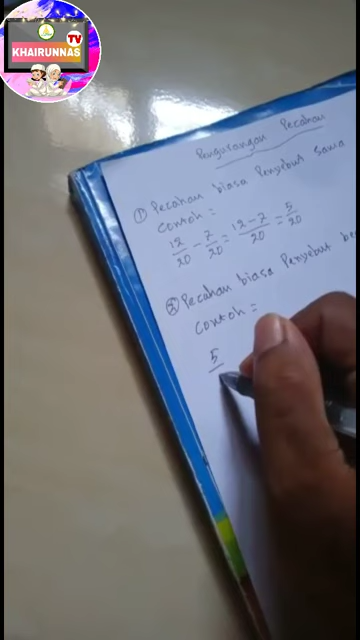 KHAIRUNNAS TV
Pengurangan Pecahan
① Pecahan biasa Penyebut sama
Contoh =
12/20 - 7/20 = 12-7/20 = 5/20
② Pecahan biasa Penyebut be
Contoh =
5